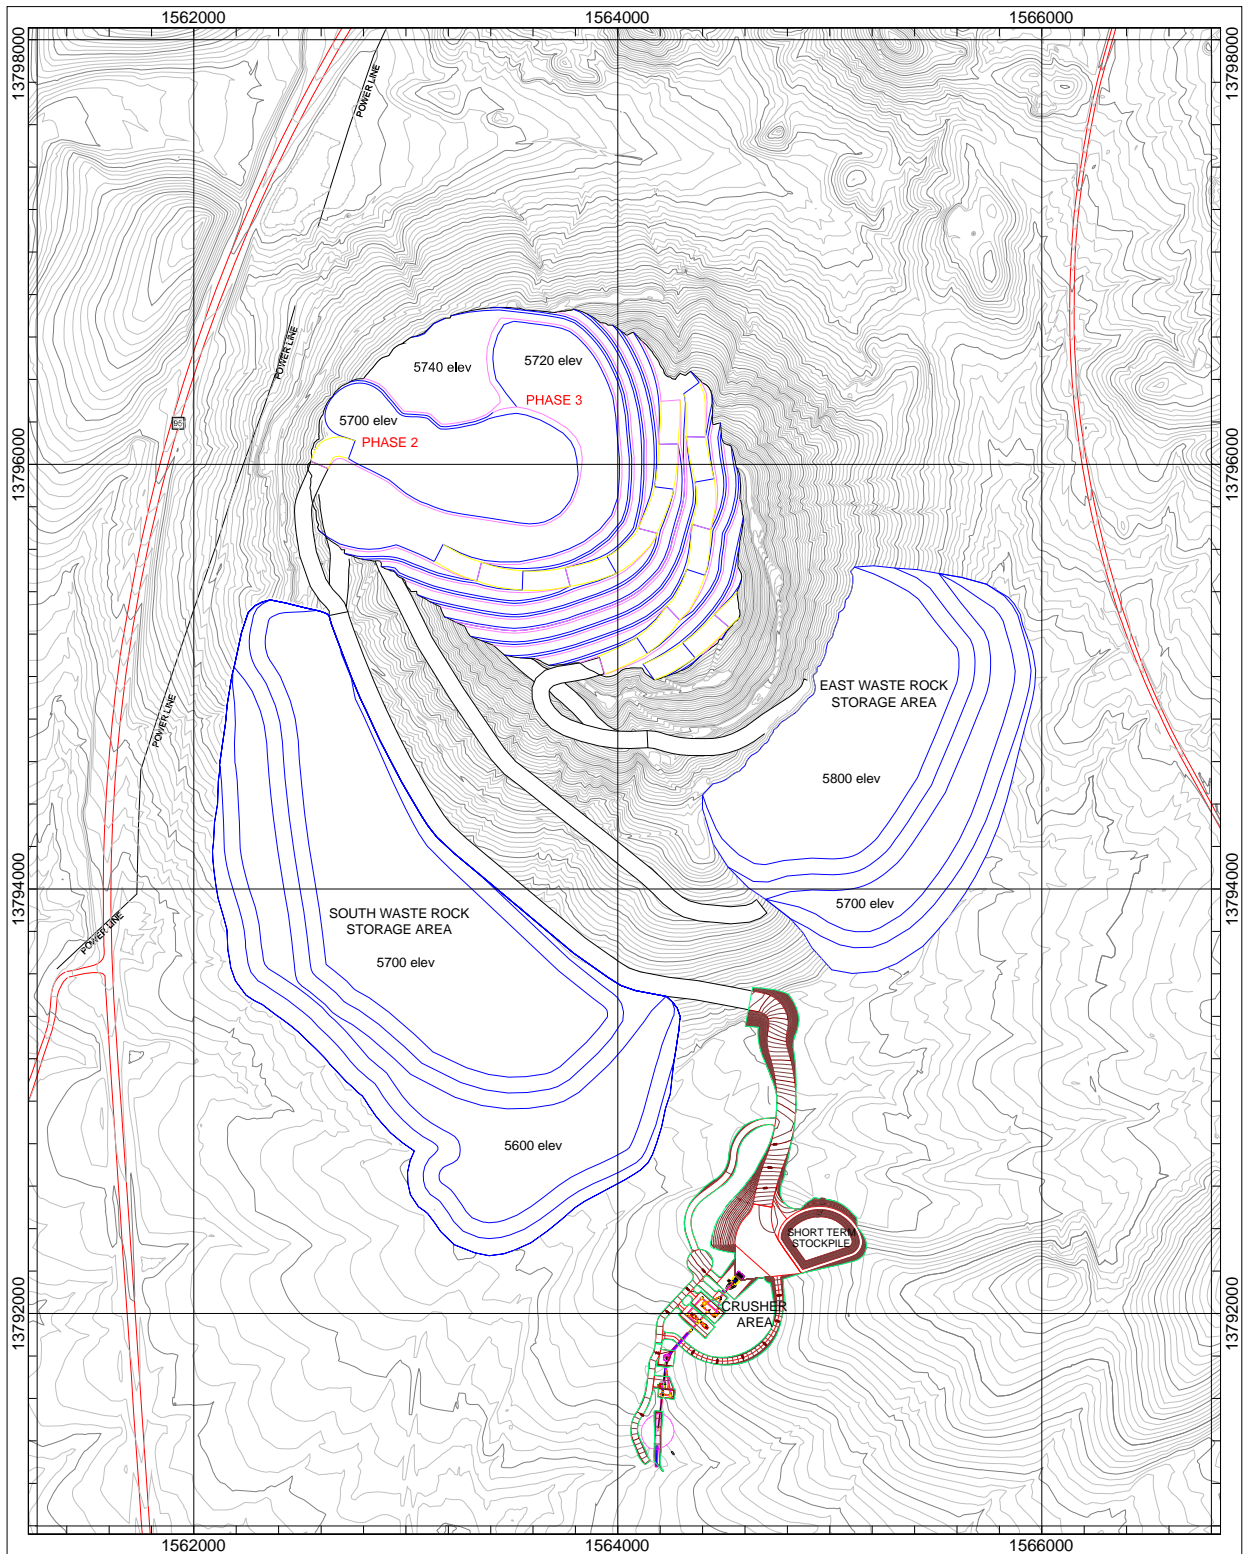 1562000
1564000
1566000
13798000
13798000
POWER LINE
POWER LINE
5740 elev
5720 elev
PHASE 3
5700 elev
PHASE 2
95
13796000
13796000
POWER LINE
EAST WASTE ROCK
STORAGE AREA
5800 elev
13794000
13794000
5700 elev
SOUTH WASTE ROCK
STORAGE AREA
5700 elev
POWER LINE
5600 elev
SHORT TERM
STOCKPILE
CRUSHER
AREA
13792000
13792000
1562000
1564000
1566000